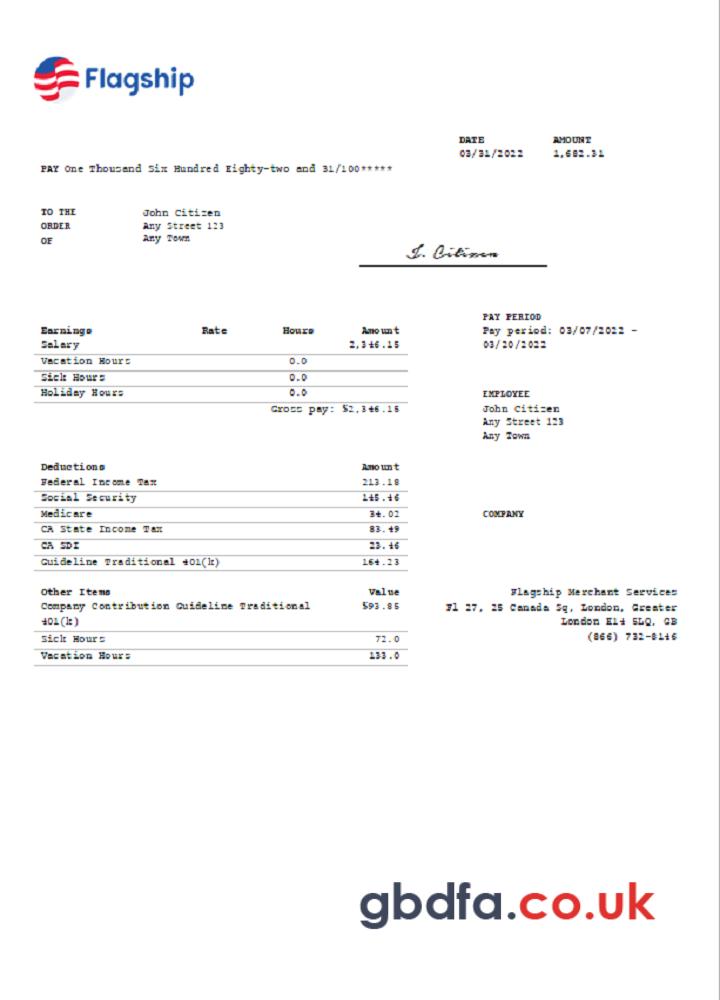 Flagship
DATE AMOUNT
03/31/2022 1,682.31
PAY One Thousand Six Hundred Eighty-two and 31/100*****
TO THE ORDER OF
John Citizen
Any Street 123
Any Town
I. Citizen
PAY PERIOD
Pay period: 03/07/2022 -
03/20/2022
Earnings Rate Hours Amount
Salary 2,346.15
Vacation Hours 0.0
Sick Hours 0.0
Holiday Hours 0.0
Gross pay: $2,346.15
EMPLOYEE
John Citizen
Any Street 123
Any Town
Deductions Amount
Federal Income Tax 213.18
Social Security 145.46
Medicare 34.02
CA State Income Tax 83.49
CA SDI 23.46
Guideline Traditional 401(k) 164.23
COMPANY
Other Items Value
Company Contribution Guideline Traditional $93.85
401(k)
Sick Hours 72.0
Vacation Hours 133.0
Flagship Merchant Services
Fl 27, 25 Canada Sq, London, Greater
London E14 5LQ, GB
(866) 732-8146
gbdfa.co.uk